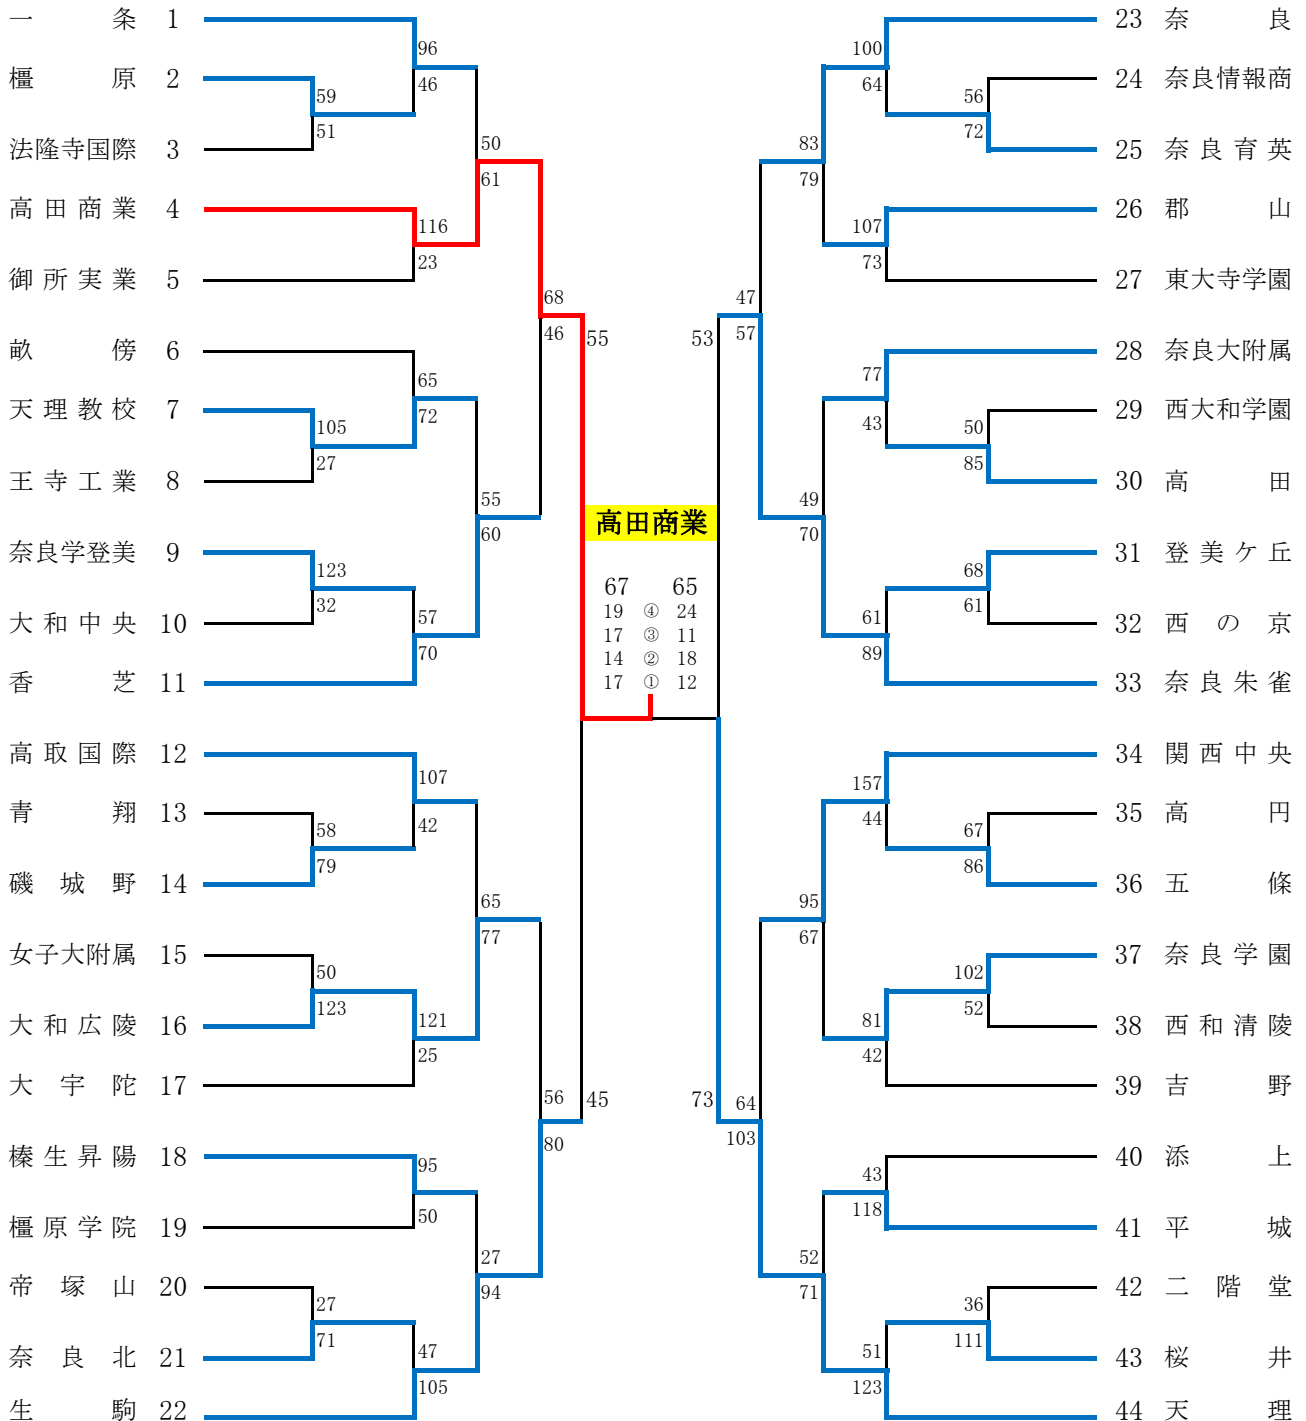 一条 1
橿原 2
法隆寺国際 3
高田商業 4
御所実業 5
畝傍 6
天理教校 7
王寺工業 8
奈良学登美 9
大和中央 10
香芝 11
高取国際 12
青翔 13
磯城野 14
女子大附属 15
大和広陵 16
大宇陀 17
榛生昇陽 18
橿原学院 19
帝塚山 20
奈良北 21
生駒 22
59
51
105
27
123
32
58
79
50
123
27
71
96
46
116
23
65
72
57
70
107
42
121
25
95
50
47
105
50
61
55
60
65
77
27
94
68
46
56
80
55
45
高田商業
67 65
19 ④ 24
17 ③ 11
14 ② 18
17 ① 12
53
73
47
57
64
103
83
79
49
70
95
67
52
71
100
64
107
73
77
43
61
89
157
44
81
42
43
118
51
123
56
72
50
85
68
61
67
86
102
52
36
111
23 奈良
24 奈良情報商
25 奈良育英
26 郡山
27 東大寺学園
28 奈良大附属
29 西大和学園
30 高田
31 登美ケ丘
32 西の京
33 奈良朱雀
34 関西中央
35 高円
36 五條
37 奈良学園
38 西和清陵
39 吉野
40 添上
41 平城
42 二階堂
43 桜井
44 天理